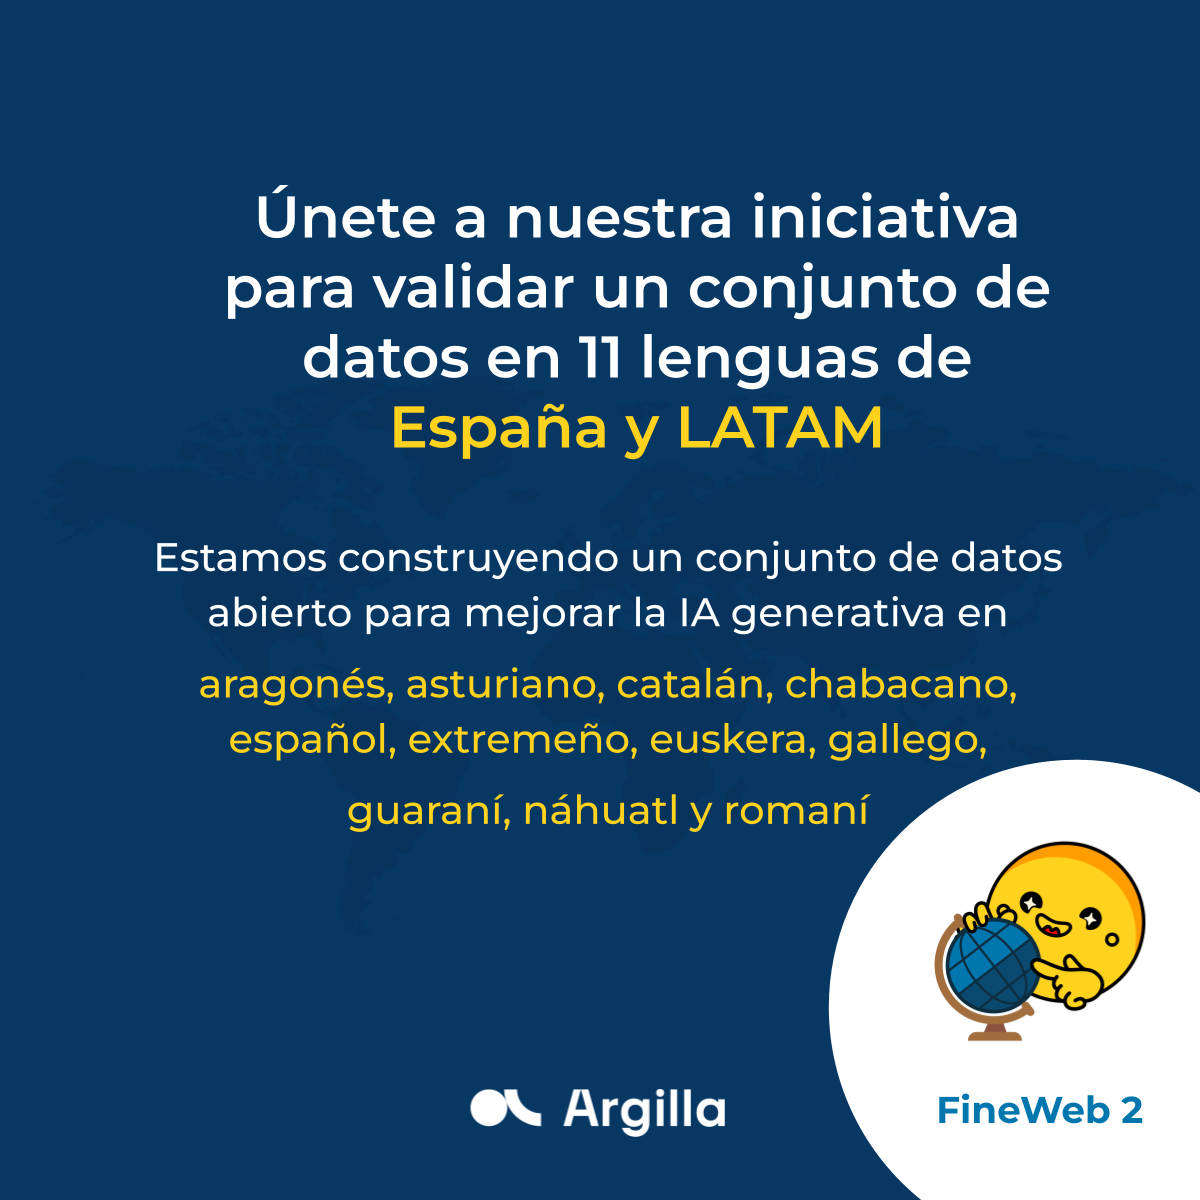 Únete a nuestra iniciativa
para validar un conjunto de
datos en 11 lenguas de
España y LATAM
Estamos construyendo un conjunto de datos
abierto para mejorar la IA generativa en
aragonés, asturiano, catalán, chabacano,
español, extremeño, euskera, gallego,
guaraní, náhuatl y romaní
Argilla
FineWeb 2